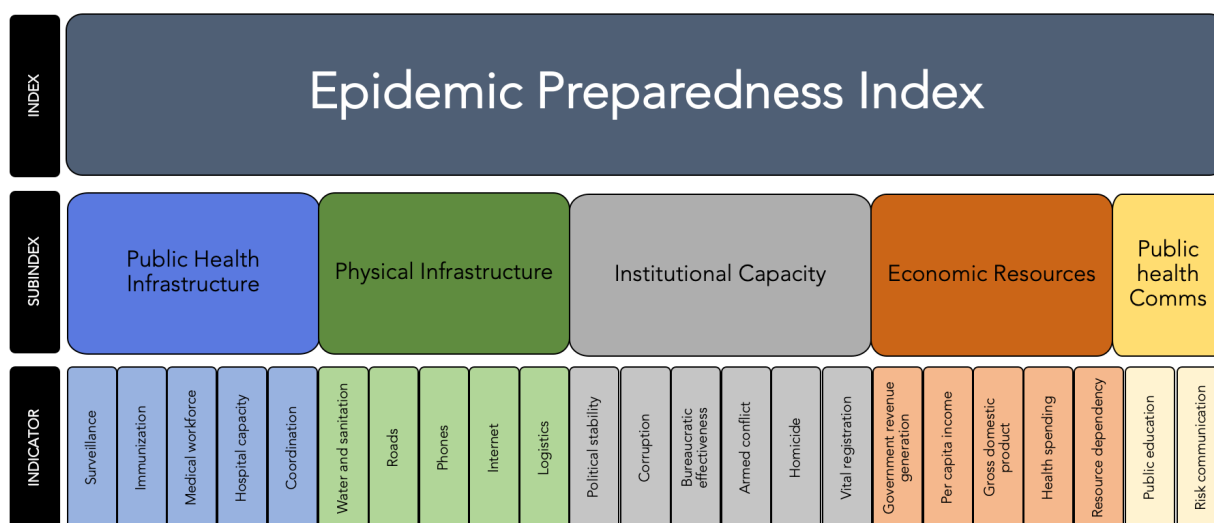 INDEX
Epidemic Preparedness Index
SUBINDEX
Public Health
Infrastructure
Physical Infrastructure
Institutional Capacity
Economic Resources
Public
health
Comms
INDICATOR
Surveillance
Immunization
Medical workforce
Hospital capacity
Coordination
Water and sanitation
Roads
Phones
Internet
Logistics
Political stability
Corruption
Bureaucratic
effectiveness
Armed conflict
Homicide
Vital registration
Government revenue
generation
Per capita income
Gross domestic
product
Health spending
Resource dependency
Public education
Risk communication